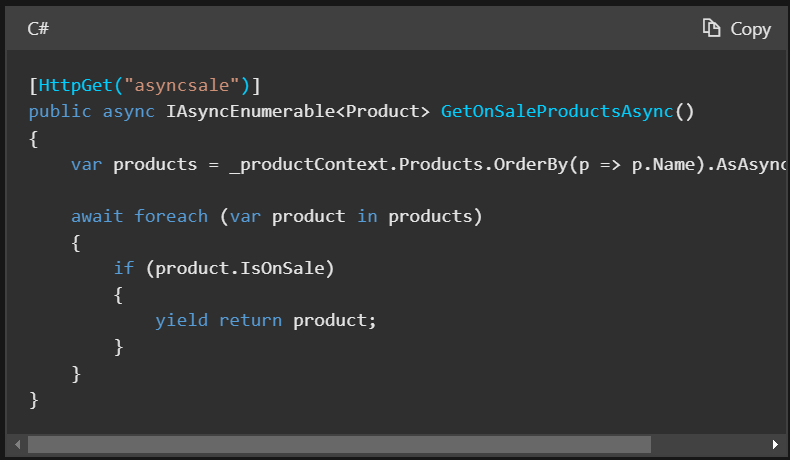 C#
Copy
[HttpGet("asyncsale")]
public async IAsyncEnumerable<Product> GetOnSaleProductsAsync()
{
    var products = _productContext.Products.OrderBy(p => p.Name).AsAsync
    await foreach (var product in products)
    {
        if (product.IsOnSale)
        {
            yield return product;
        }
    }
}